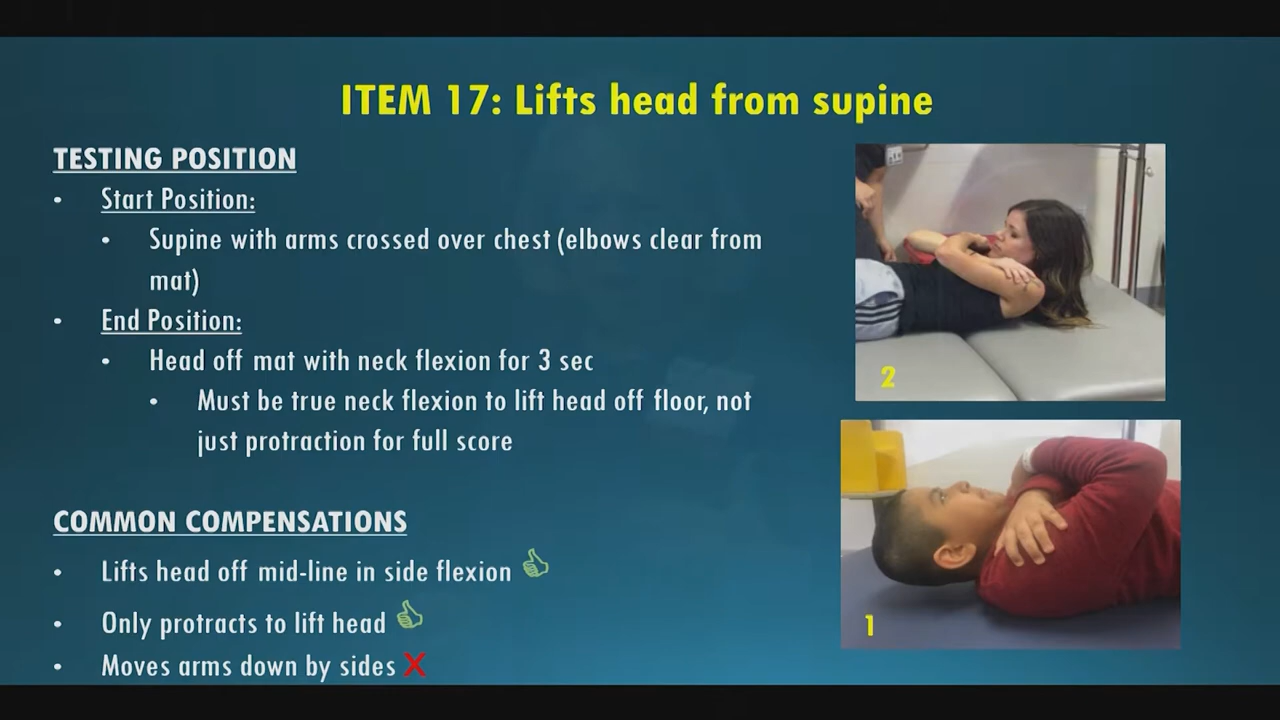 ITEM 17: Lifts head from supine
TESTING POSITION
• Start Position:
• Supine with arms crossed over chest (elbows clear from
mat)
• End Position:
• Head off mat with neck flexion for 3 sec
• Must be true neck flexion to lift head off floor, not
just protraction for full score
COMMON COMPENSATIONS
• Lifts head off mid-line in side flexion
• Only protracts to lift head
• Moves arms down by sides X
2
1